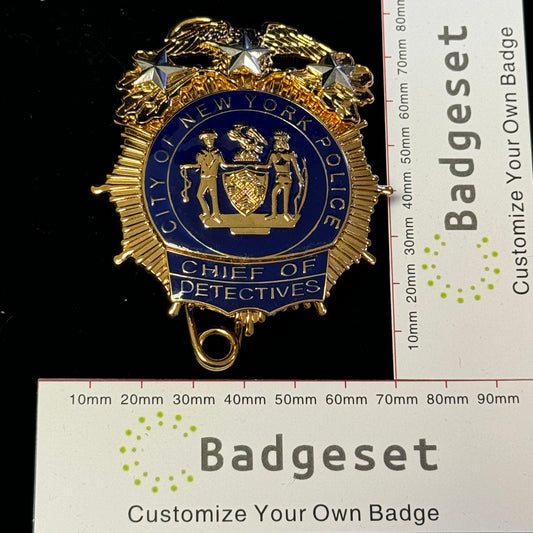 CITY OF NEW YORK POLICE
CHIEF OF
DETECTIVES
80mm
70mm
60mm
50mm
40mm
30mm
20mm
10mm
Badgeset
Customize Your Own Badge
10mm 20mm 30mm 40mm 50mm 60mm 70mm 80mm 90mm
Badgeset
Customize Your Own Badge